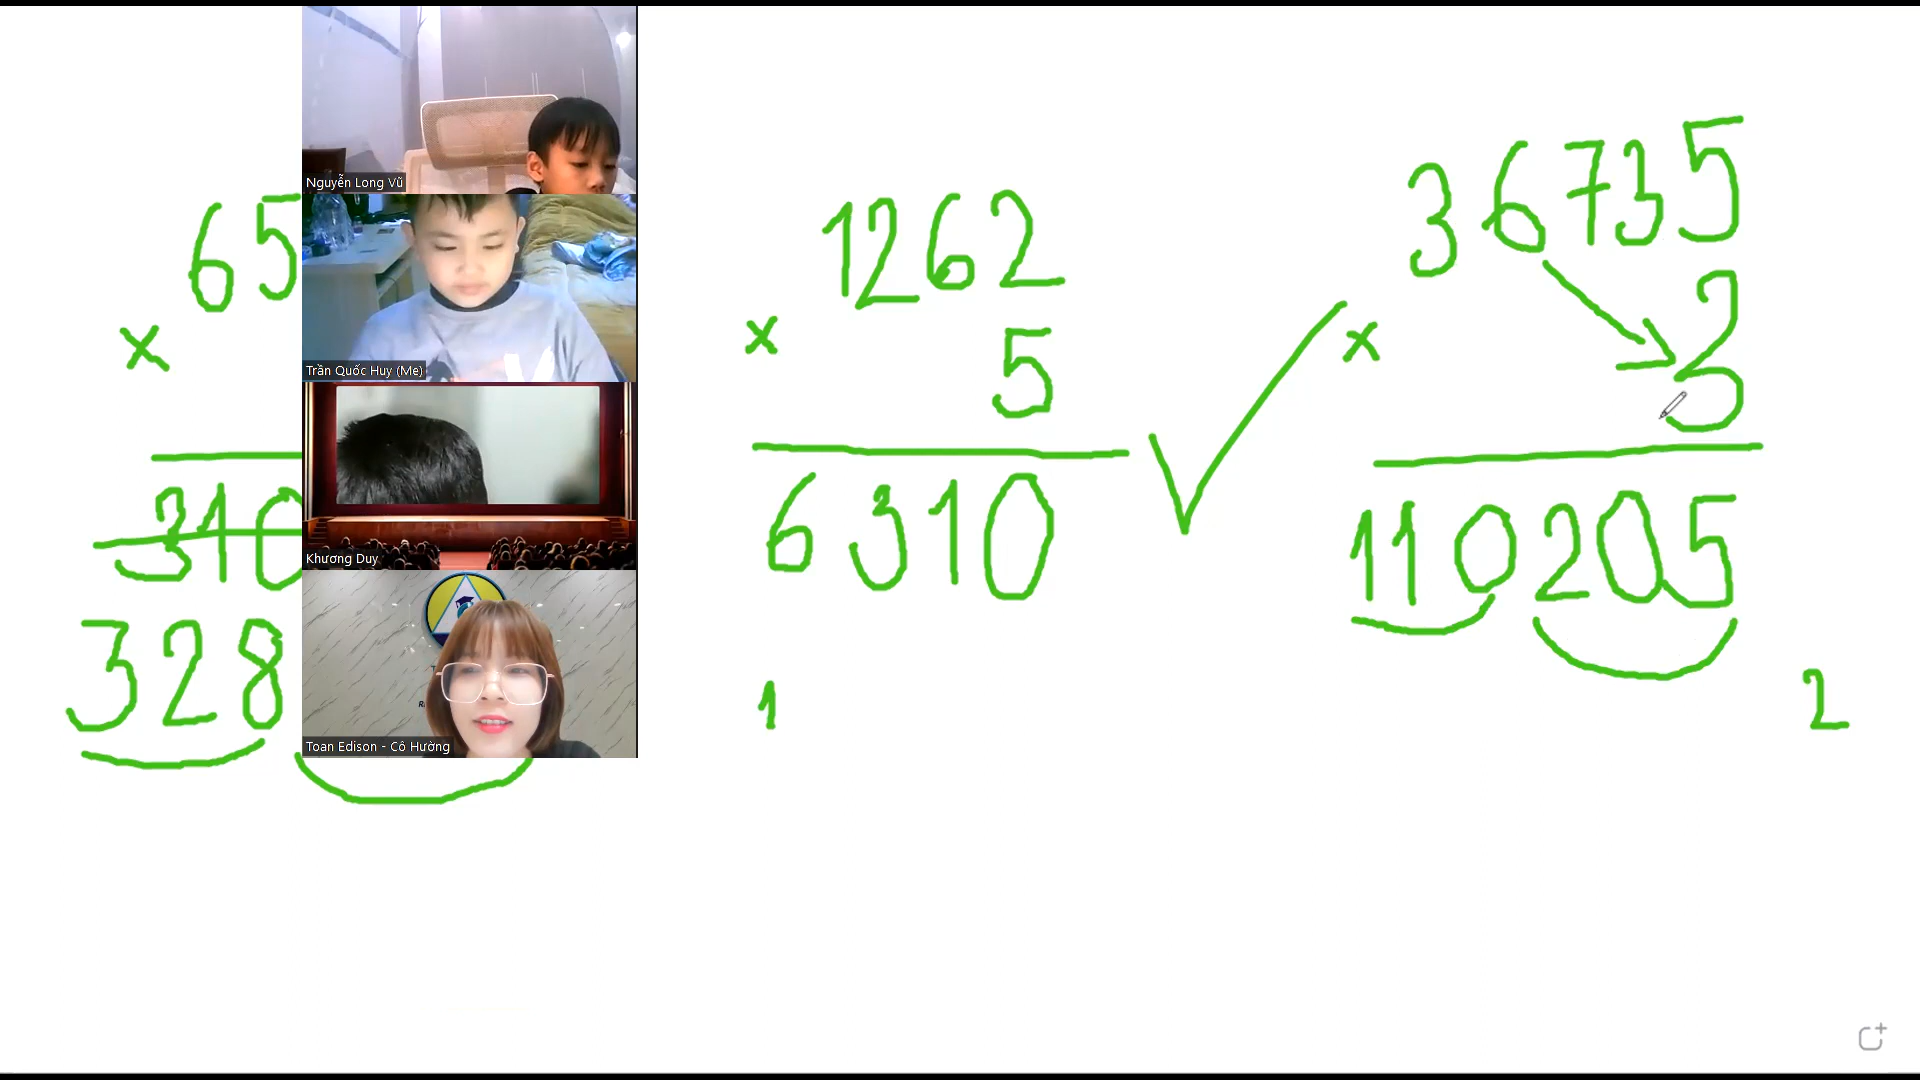 65
x
310
328
Nguyễn Long Vũ
Trần Quốc Huy (Me)
Khương Duy
Toan Edison - Cô Hường
1262
x
5
6310
1
36735
x
3
110205
2